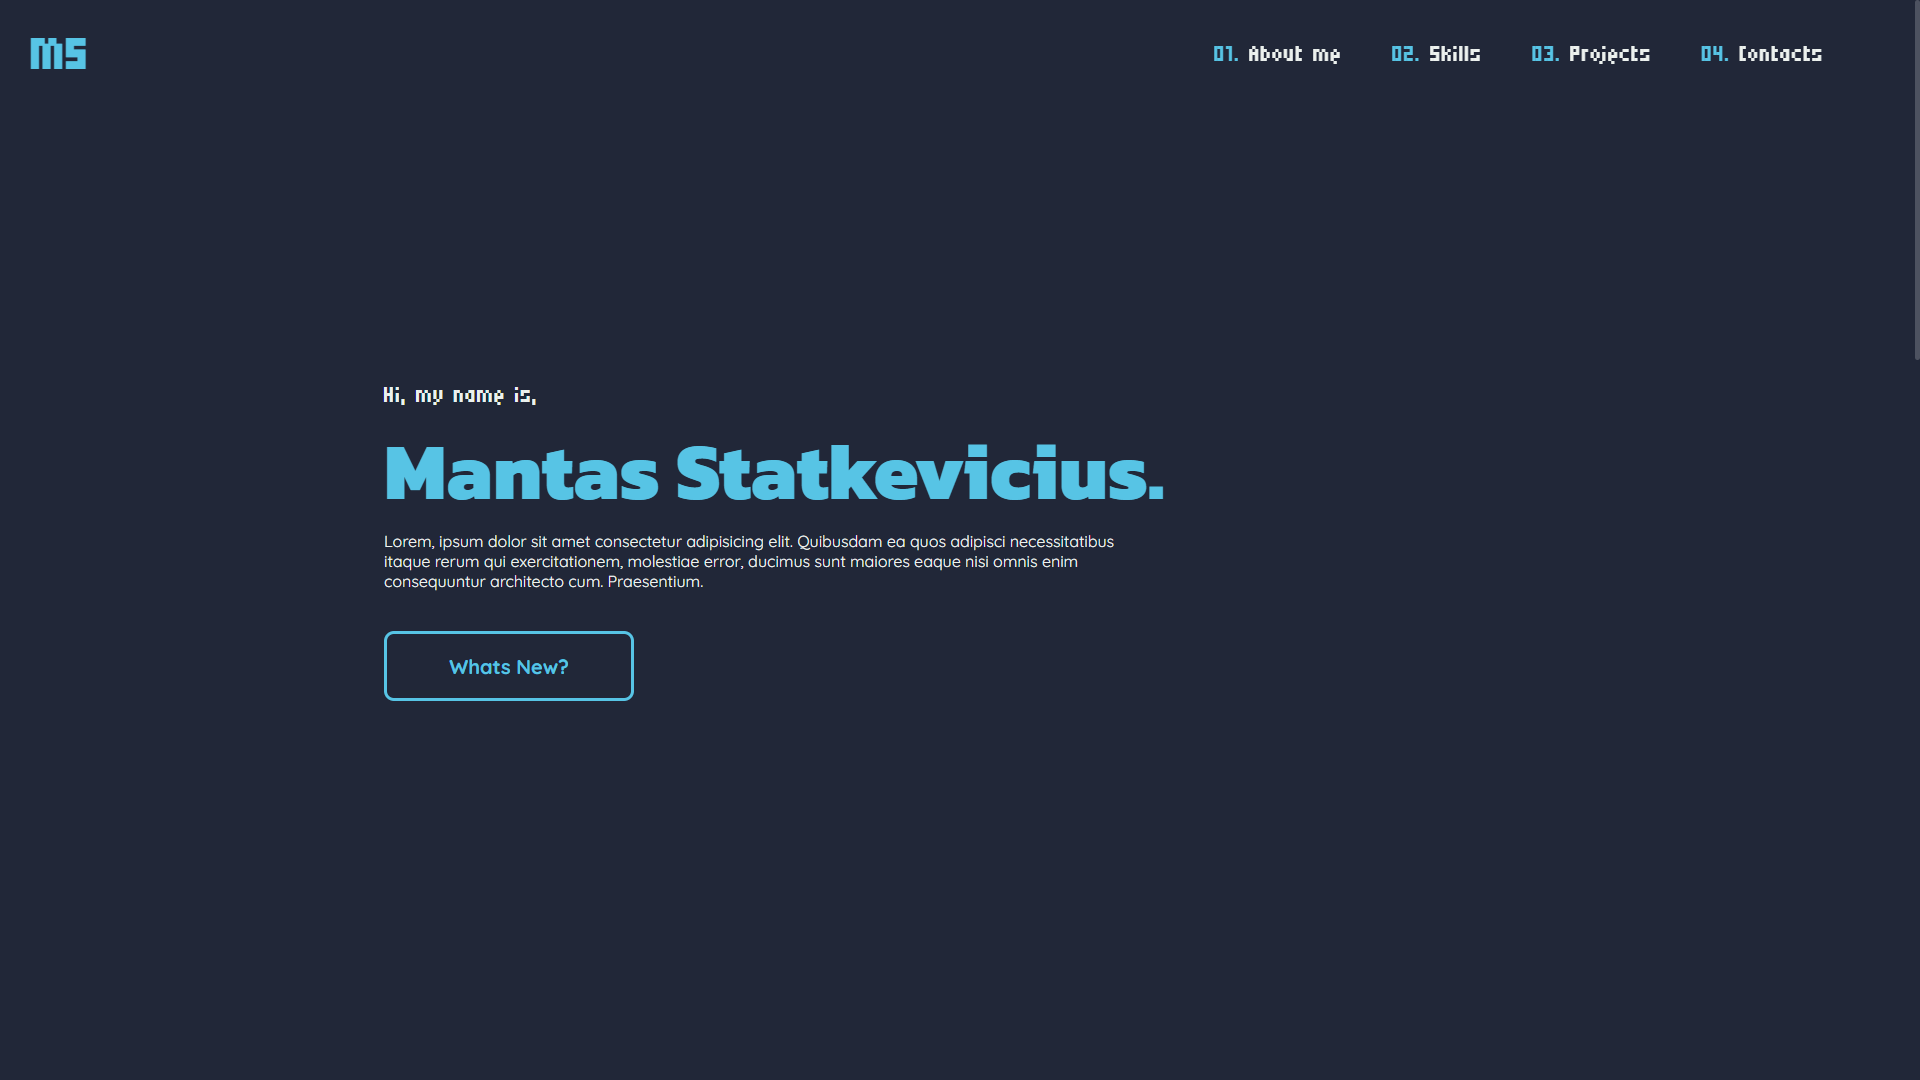 MS
01. About me
02. Skills
03. Projects
04. Contacts
Hi, my name is,
Mantas Statkevicius.
Lorem, ipsum dolor sit amet consectetur adipisicing elit. Quibusdam ea quos adipisci necessitatibus
itaque rerum qui exercitationem, molestiae error, ducimus sunt maiores eaque nisi omnis enim
consequuntur architecto cum. Praesentium.
Whats New?